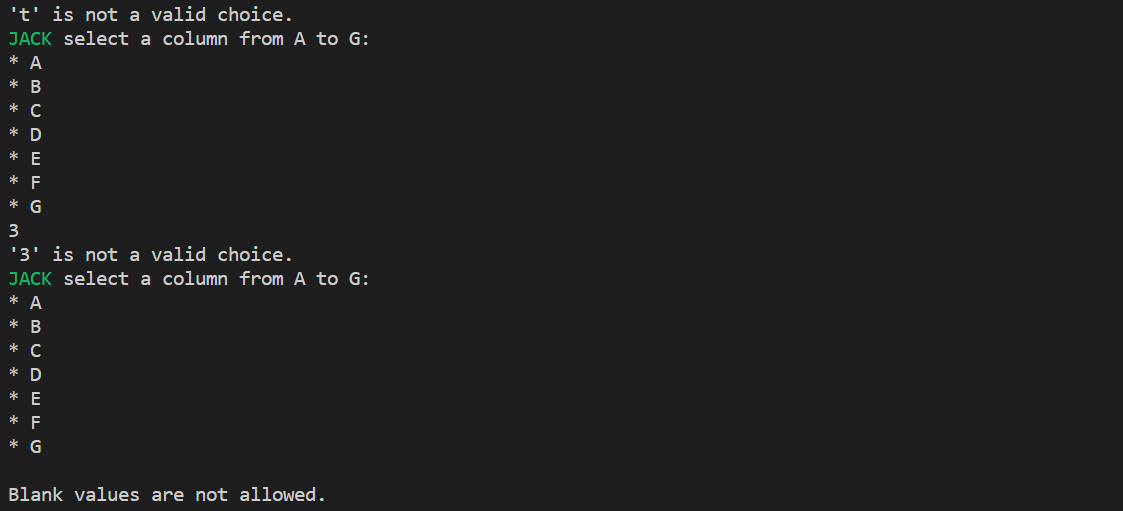 't' is not a valid choice.
JACK select a column from A to G:
* A
* B
* C
* D
* E
* F
* G
3
'3' is not a valid choice.
JACK select a column from A to G:
* A
* B
* C
* D
* E
* F
* G
Blank values are not allowed.